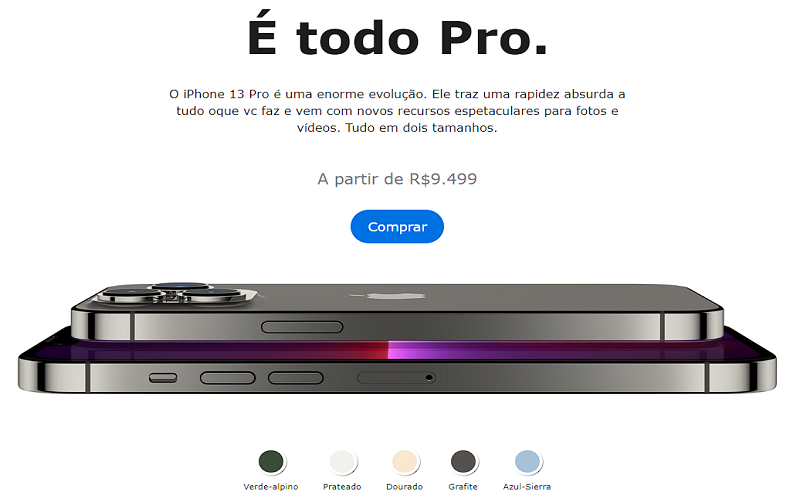 É todo Pro.
O iPhone 13 Pro é uma enorme evolução. Ele traz uma rapidez absurda a
tudo oque vc faz e vem com novos recursos espetaculares para fotos e
vídeos. Tudo em dois tamanhos.
A partir de R$9.499
Comprar
Verde-alpino Prateado Dourado Grafite Azul-Sierra